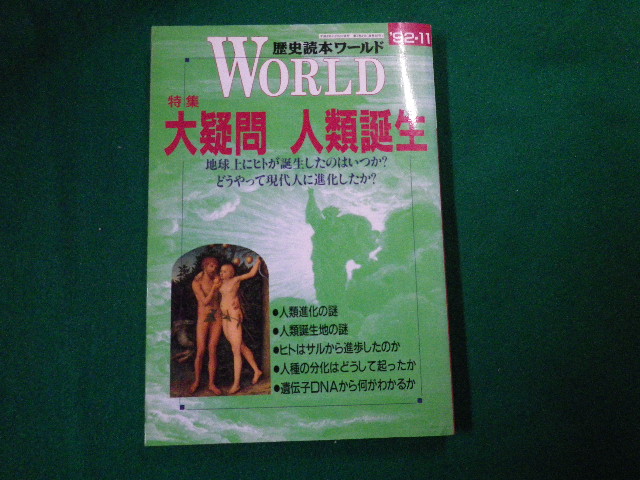 歴史読本ワールド
'92・11
WORLD
特集
大疑問 人類誕生
地球上にヒトが誕生したのはいつか?
どうやって現代人に進化したか?
●人類進化の謎
●人類誕生地の謎
●ヒトはサルから進歩したのか
●人種の分化はどうして起ったか
●遺伝子DNAから何がわかるか